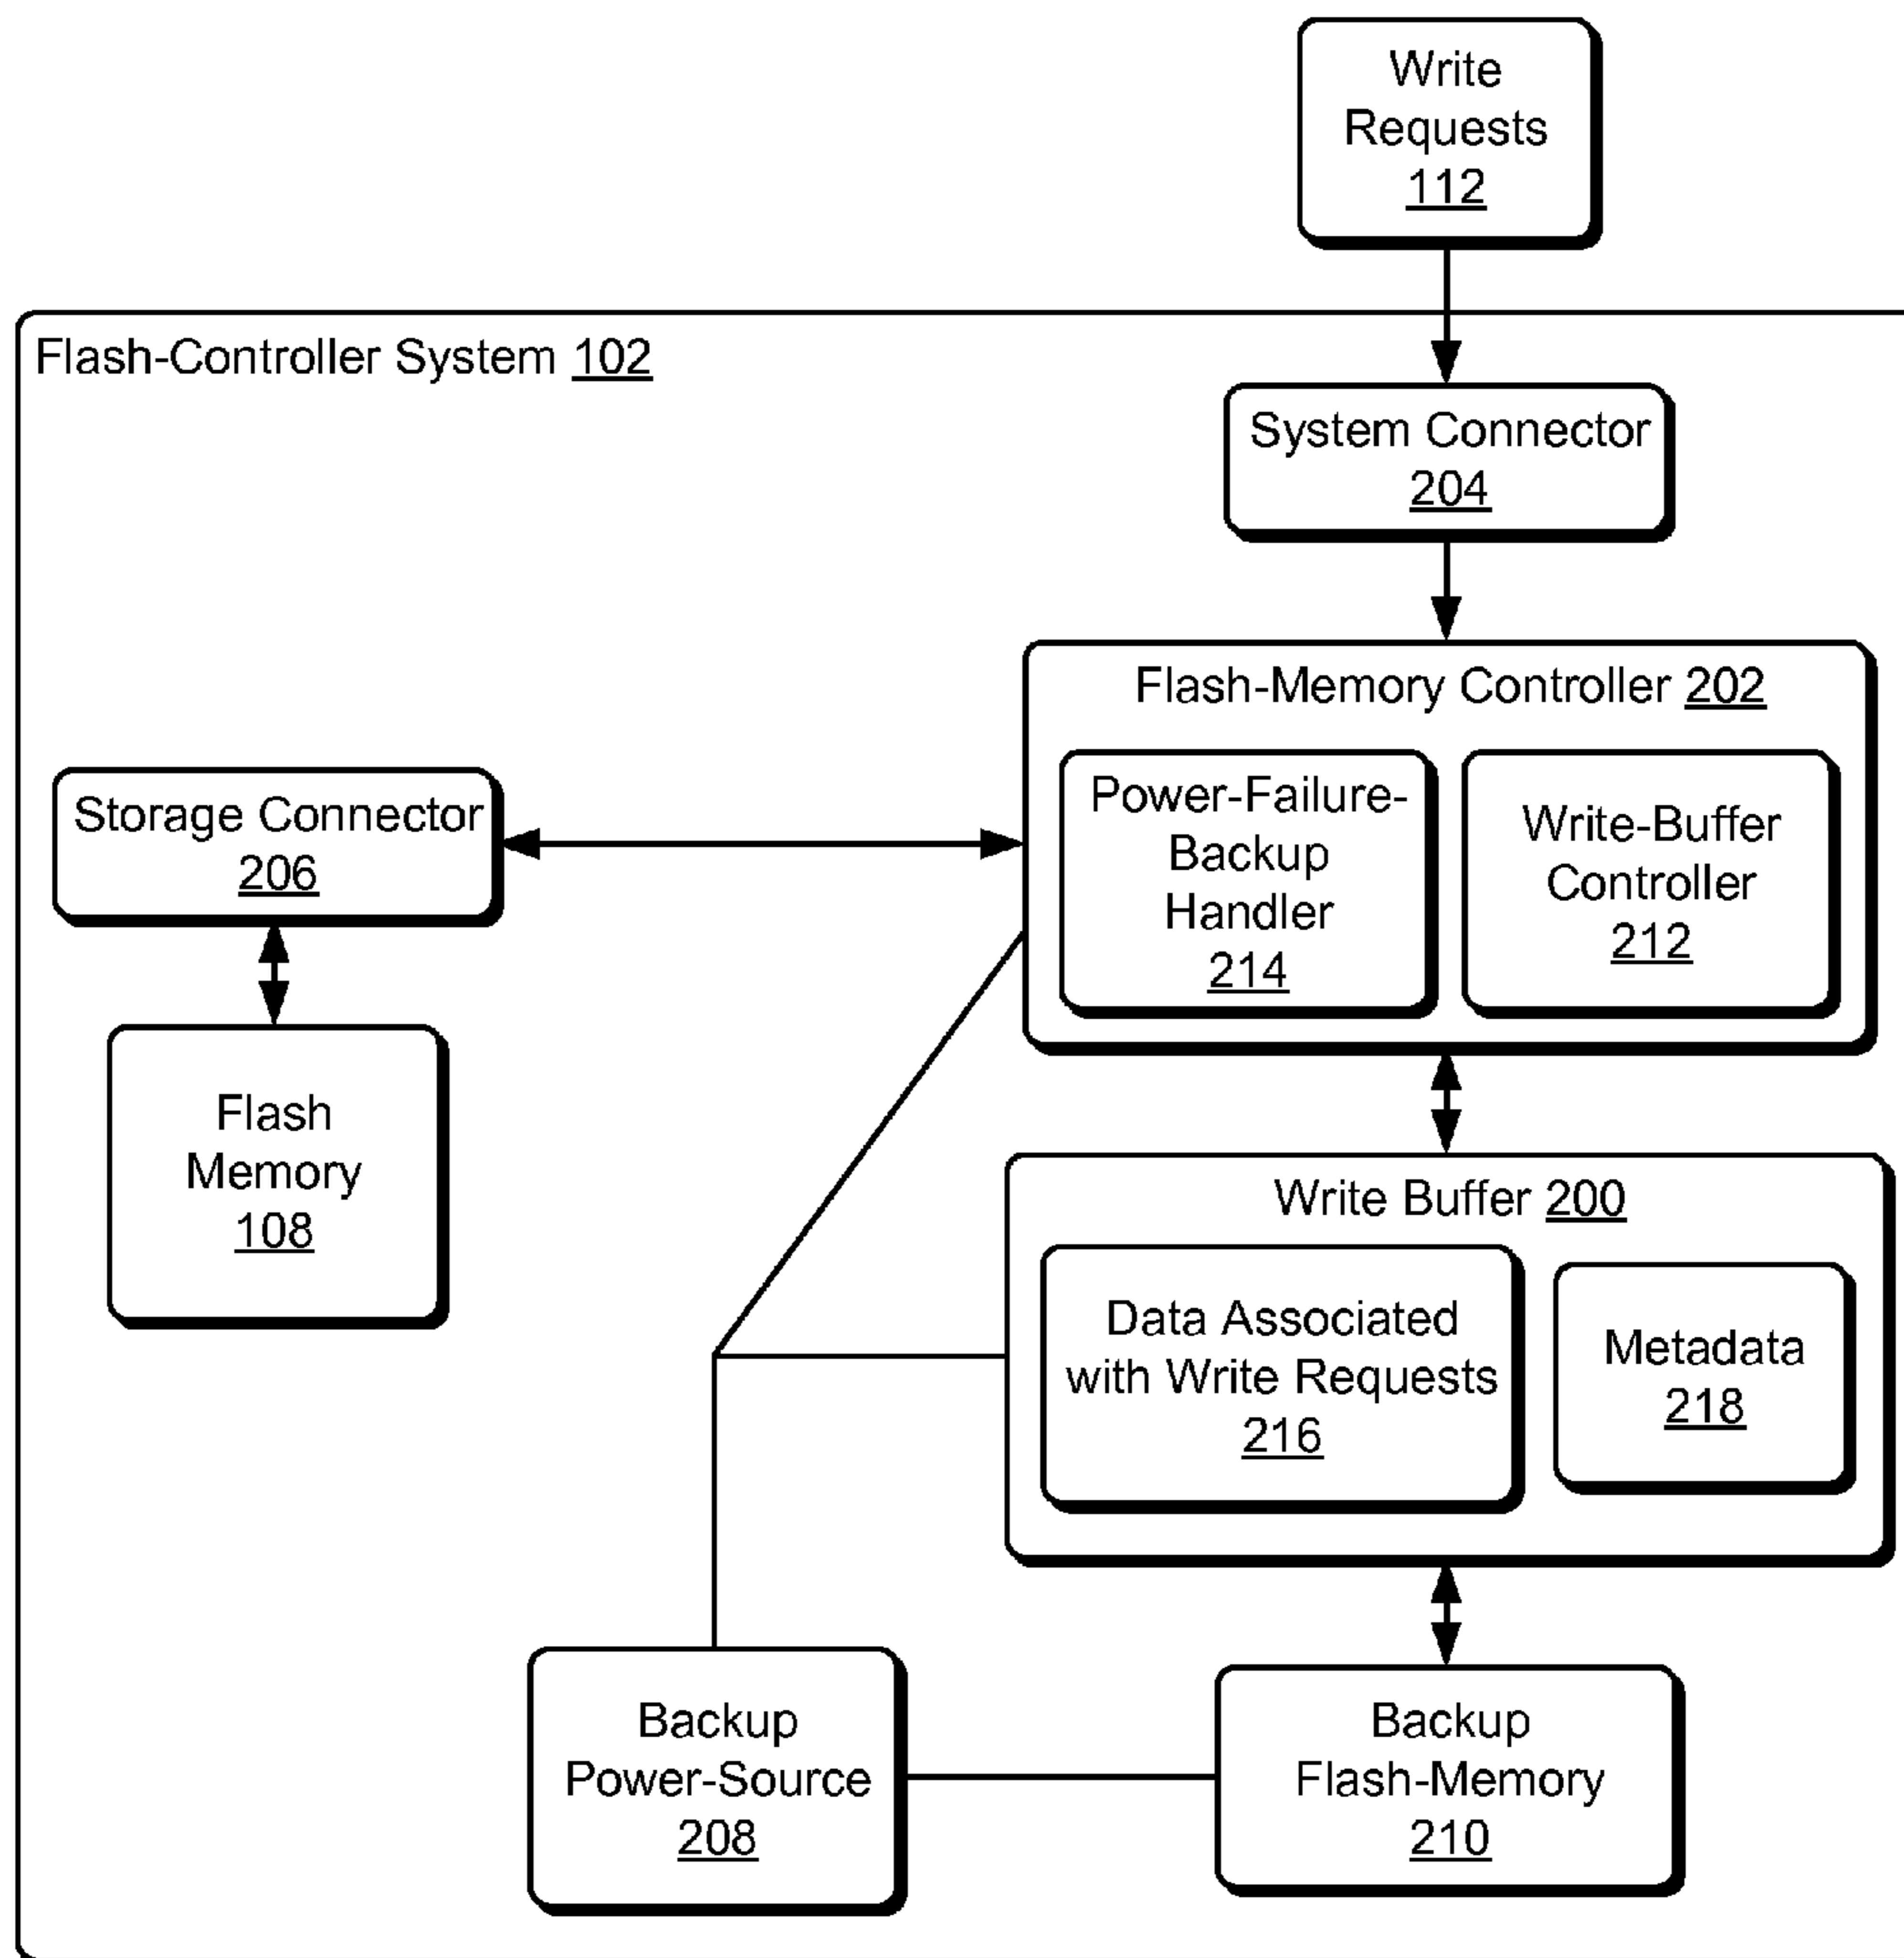 Write
Requests
112
Flash-Controller System 102
System Connector
204
Flash-Memory Controller 202
Power-Failure-
Backup
Handler
214
Write-Buffer
Controller
212
Storage Connector
206
Flash
Memory
108
Write Buffer 200
Data Associated
with Write Requests
216
Metadata
218
Backup
Power-Source
208
Backup
Flash-Memory
210